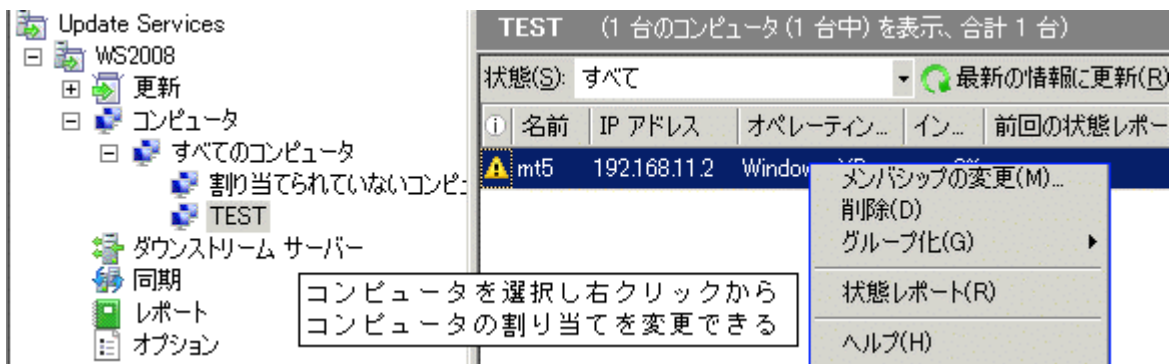 Update Services
WS2008
更新
コンピュータ
すべてのコンピュータ
割り当てられていないコンピ
TEST
ダウンストリーム サーバー
同期
レポート
オプション
TEST (1 台のコンピュータ (1 台中) を表示、合計 1 台)
状態(S): すべて 最新の情報に更新(R)
名前 IP アドレス オペレーティン... イン... 前回の状態レポー
mt5 192.168.11.2 Window
メンバシップの変更(M)...
削除(D)
グループ化(G)
状態レポート(R)
ヘルプ(H)
コンピュータを選択し右クリックから
コンピュータの割り当てを変更できる